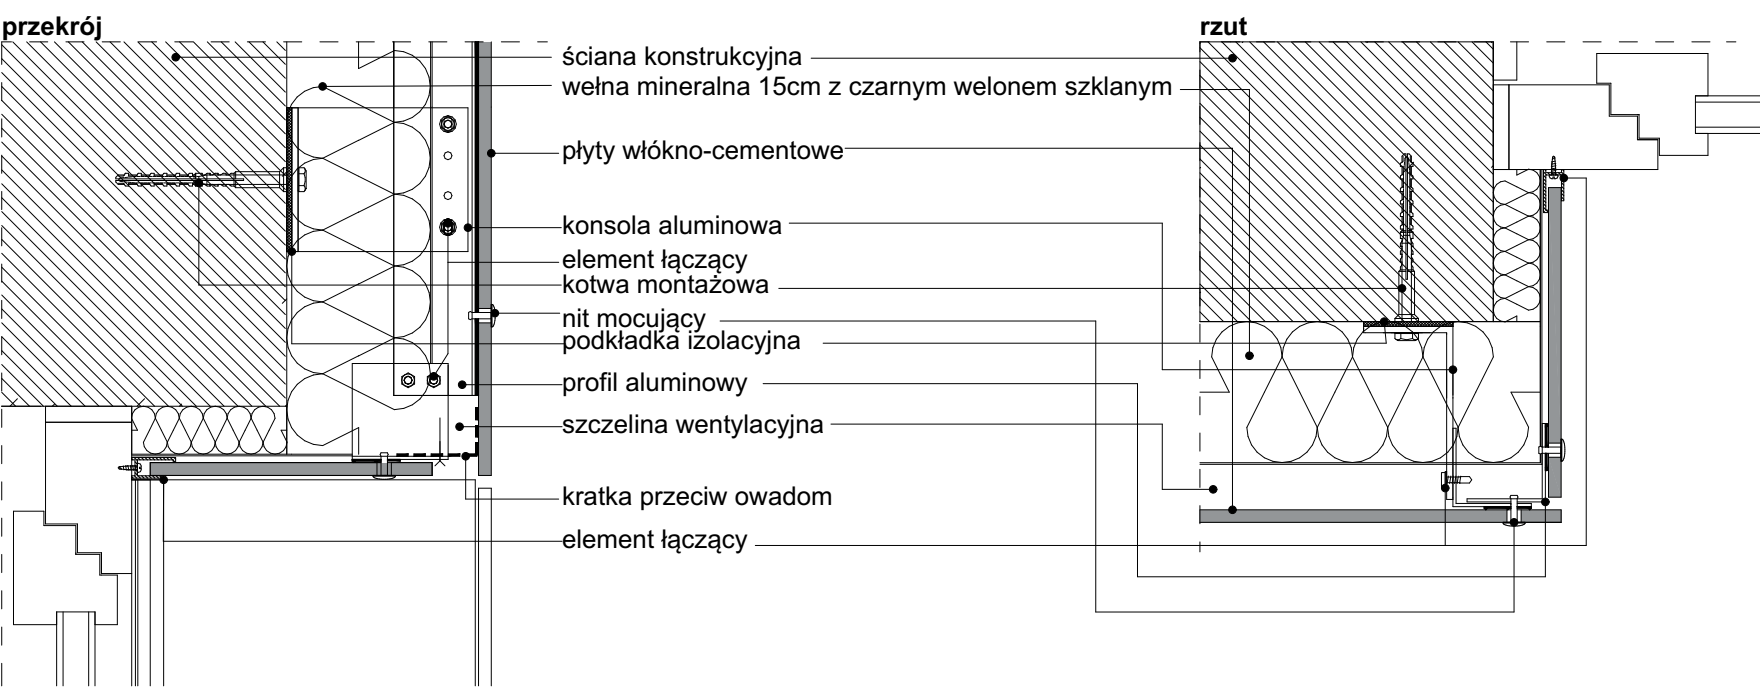 przekrój
rzut
ściana konstrukcyjna
wełna mineralna 15cm z czarnym welonem szklanym
płyty włókno-cementowe
konsola aluminowa
element łączący
kotwa montażowa
nit mocujący
podkładka izolacyjna
profil aluminowy
szczelina wentylacyjna
kratka przeciw owadom
element łączący